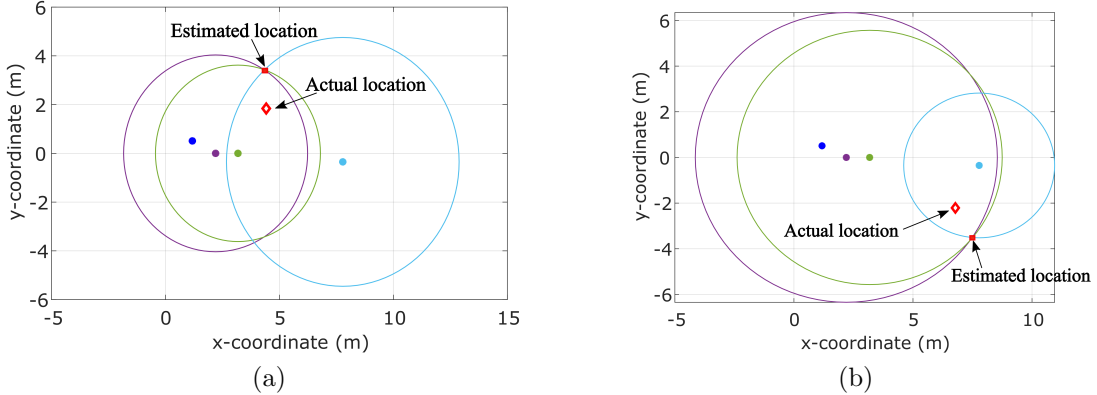 6
4
2
0
-2
-4
-6
-5
0
5
10
15
y-coordinate (m)
x-coordinate (m)
Estimated location
Actual location
(a)
6
4
2
0
-2
-4
-6
-5
0
5
10
y-coordinate (m)
x-coordinate (m)
Actual location
Estimated location
(b)